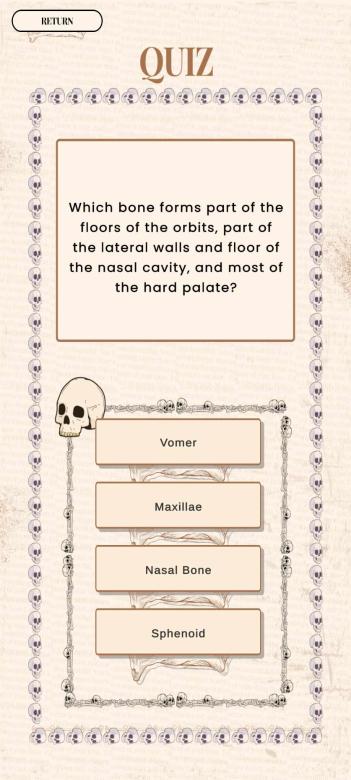 RETURN
QUIZ
Which bone forms part of the
floors of the orbits, part of
the lateral walls and floor of
the nasal cavity, and most of
the hard palate?
Vomer
Maxillae
Nasal Bone
Sphenoid